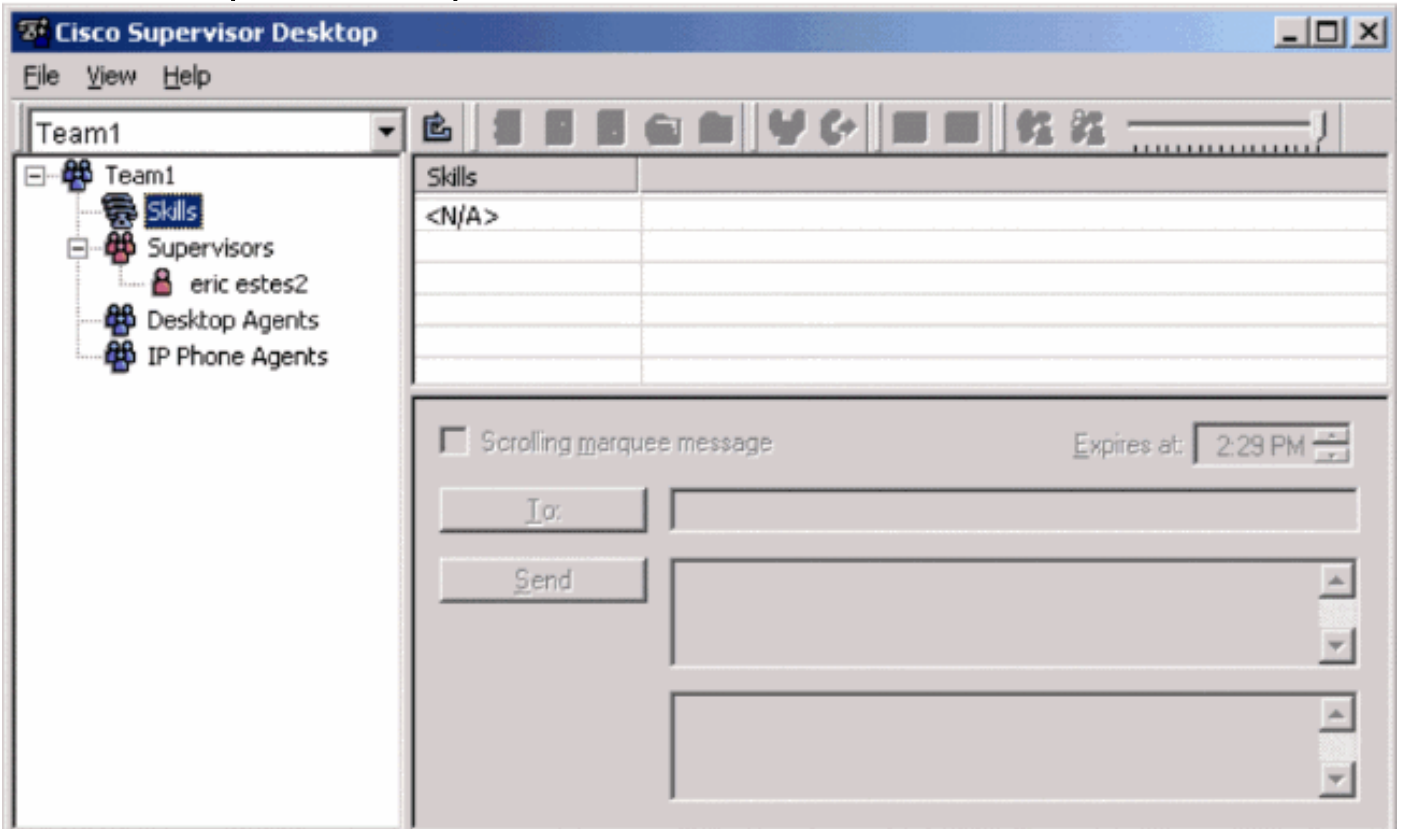 Cisco Supervisor Desktop
File View Help
Team1
Team1
Skills
Supervisors
eric estes2
Desktop Agents
IP Phone Agents
Skills
<N/A>
Scrolling marquee message
Expires at: 2:29 PM
To:
Send